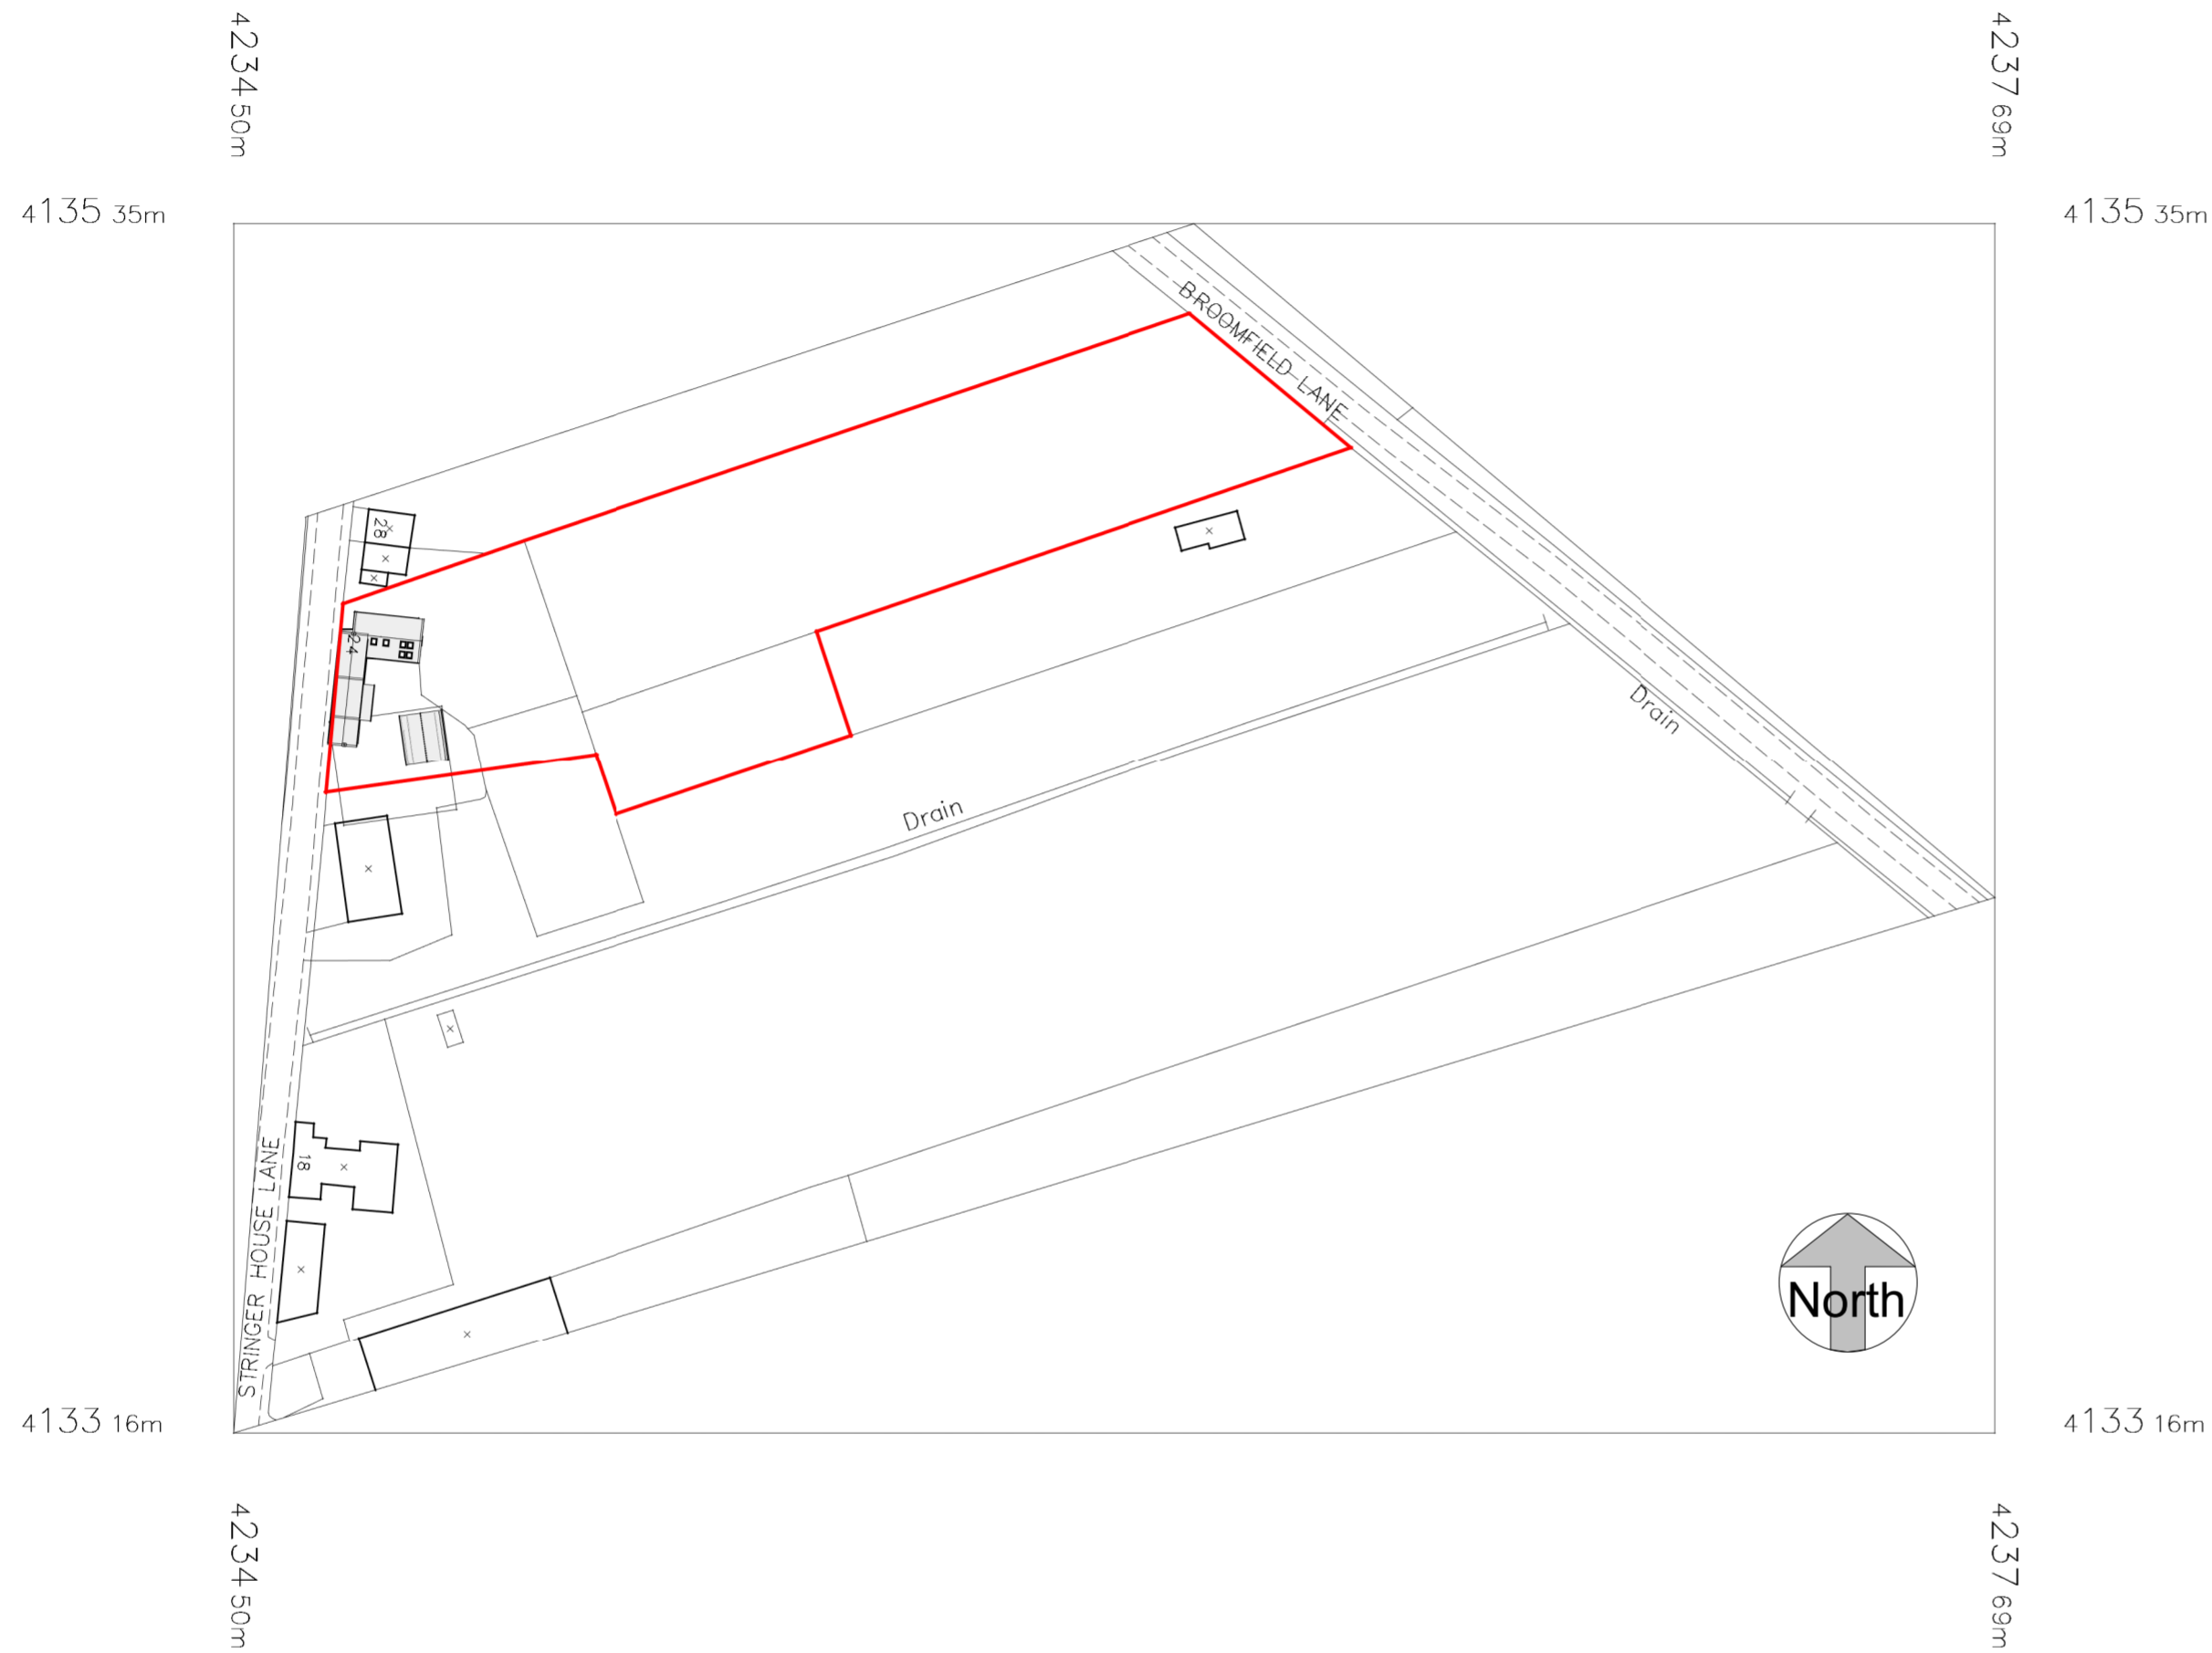 4234 50m
4237 69m
4135 35m
4135 35m
BROOMFIELD LANE
28
24
Drain
Drain
18
STRINGER HOUSE LANE
North
4133 16m
4133 16m
4234 50m
4237 69m